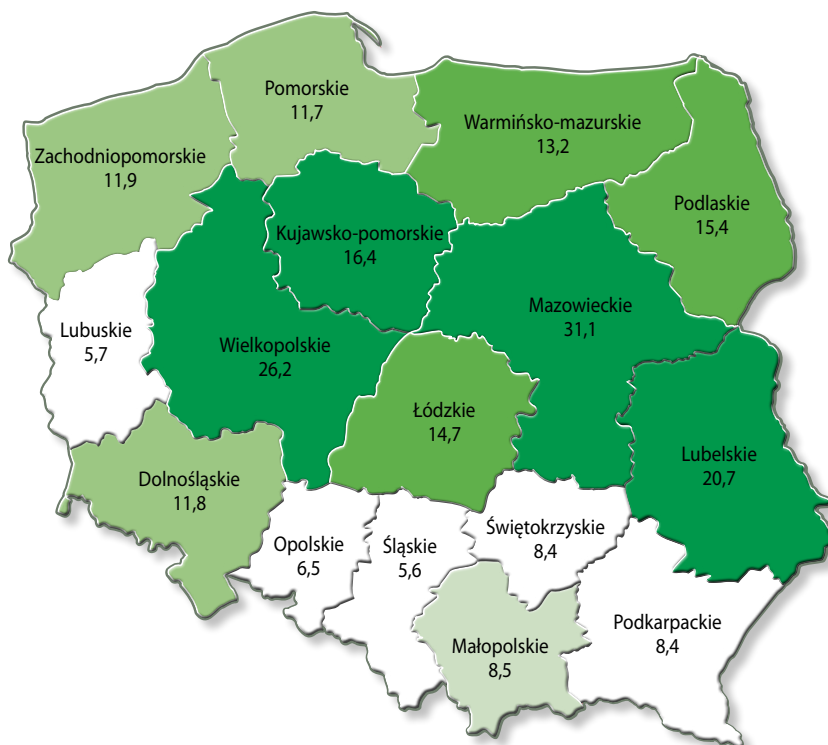 Pomorskie
11,7
Warmińsko-mazurskie
13,2
Zachodniopomorskie
11,9
Podlaskie
15,4
Kujawsko-pomorskie
16,4
Mazowieckie
31,1
Lubuskie
5,7
Wielkopolskie
26,2
Łódzkie
14,7
Lubelskie
20,7
Dolnośląskie
11,8
Opolskie
6,5
Śląskie
5,6
Świętokrzyskie
8,4
Małopolskie
8,5
Podkarpackie
8,4